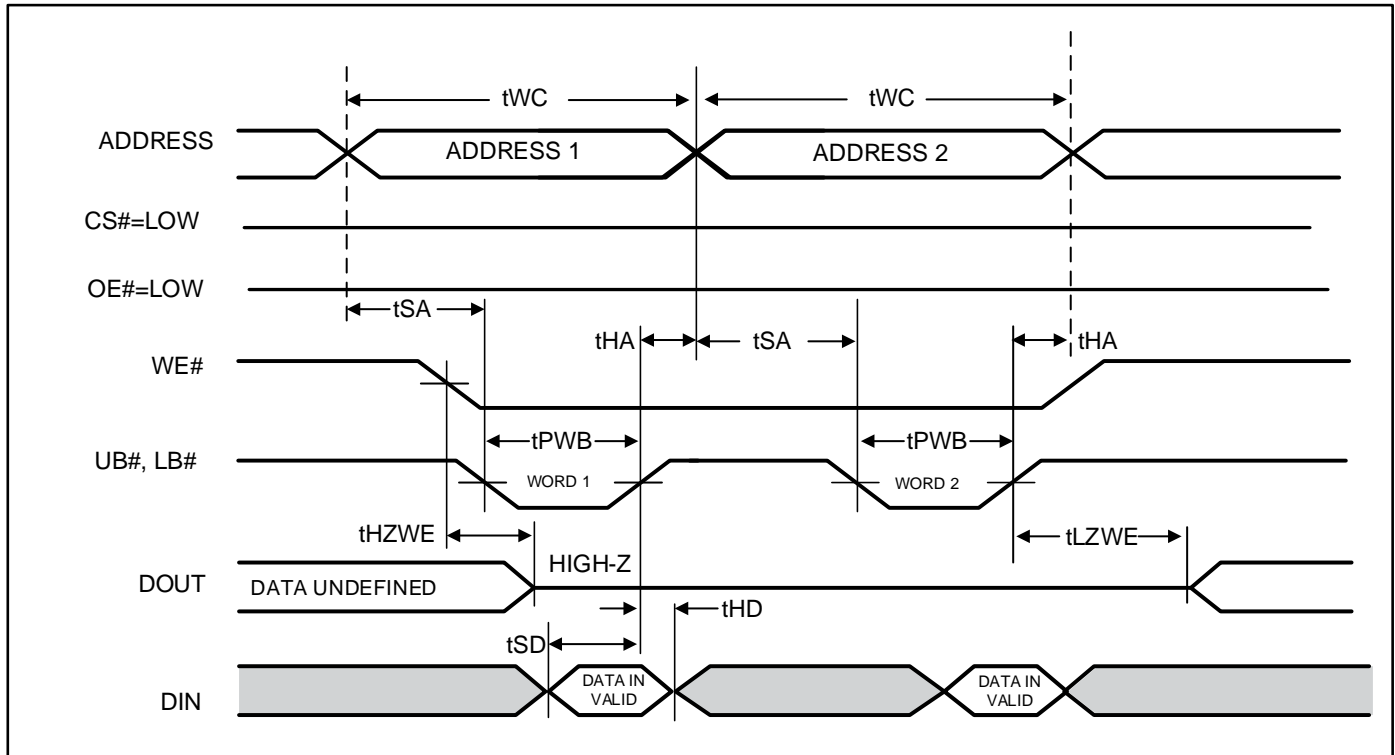 tWC tWC
ADDRESS ADDRESS 1 ADDRESS 2
CS#=LOW
OE#=LOW
tSA tHA tSA tHA
WE#
tPWB tPWB
UB#, LB# WORD 1 WORD 2
tHZWE tLZWE
HIGH-Z
DOUT DATA UNDEFINED
tHD
tSD
DIN DATA IN VALID DATA IN VALID